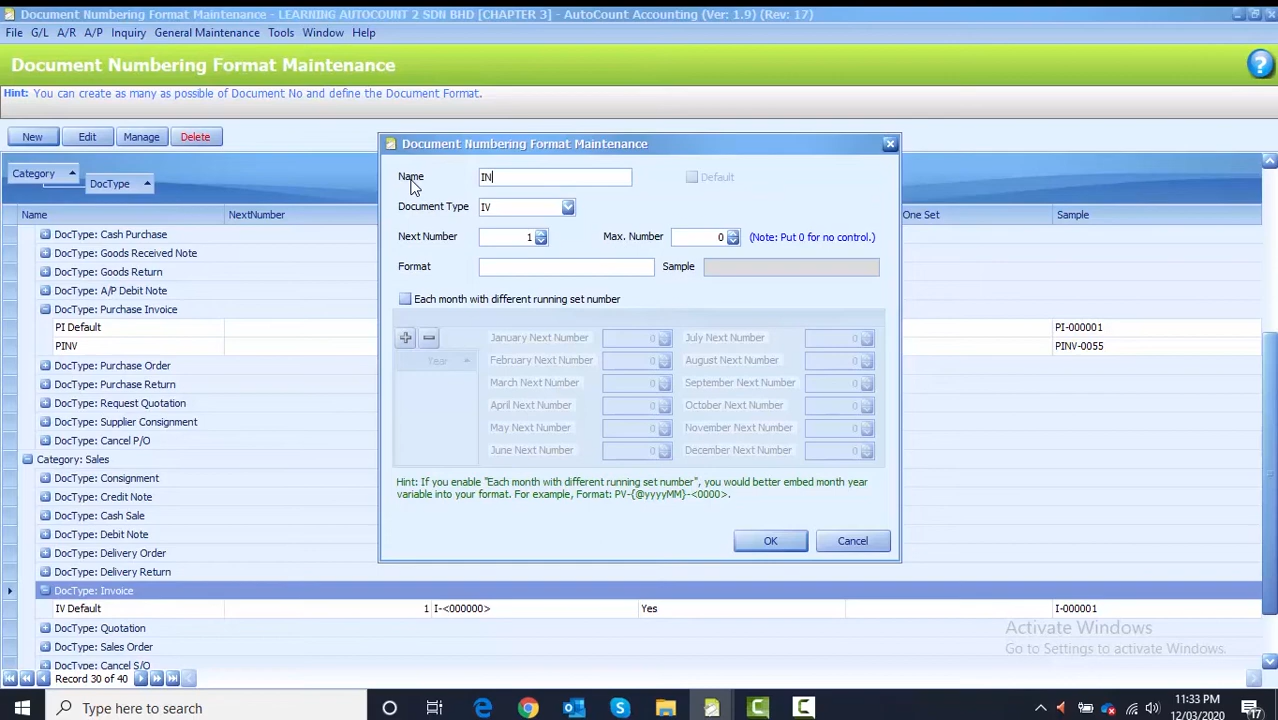 Document Numbering Format Maintenance - LEARNING AUTOCOUNT 2 SDN BHD [CHAPTER 3] - AutoCount Accounting (Ver: 1.9) (Rev: 17)
File G/L A/R A/P Inquiry General Maintenance Tools Window Help
Document Numbering Format Maintenance
Hint: You can create as many as possible of Document No and define the Document Format.
New Edit Manage Delete
Category
DocType
Name NextNumber One Set Sample
DocType: Cash Purchase
DocType: Goods Received Note
DocType: Goods Return
DocType: A/P Debit Note
DocType: Purchase Invoice
PI Default PI-000001
PINV PINV-0055
DocType: Purchase Order
DocType: Purchase Return
DocType: Request Quotation
DocType: Supplier Consignment
DocType: Cancel P/O
Category: Sales
DocType: Consignment
DocType: Credit Note
DocType: Cash Sale
DocType: Debit Note
DocType: Delivery Order
DocType: Delivery Return
DocType: Invoice
IV Default 1 I-<000000> Yes I-000001
DocType: Quotation
DocType: Sales Order
DocType: Cancel S/O
Record 30 of 40
Document Numbering Format Maintenance
Name IN Default
Document Type IV
Next Number 1 Max. Number 0 (Note: Put 0 for no control.)
Format Sample
Each month with different running set number
Year
January Next Number 0 July Next Number 0
February Next Number 0 August Next Number 0
March Next Number 0 September Next Number 0
April Next Number 0 October Next Number 0
May Next Number 0 November Next Number 0
June Next Number 0 December Next Number 0
Hint: If you enable "Each month with different running set number", you would better embed month year
variable into your format. For example, Format: PV-{@yyyyMM}-<0000>.
OK Cancel
Activate Windows
Go to Settings to activate Windows.
Type here to search
11:33 PM
12/03/2020
17